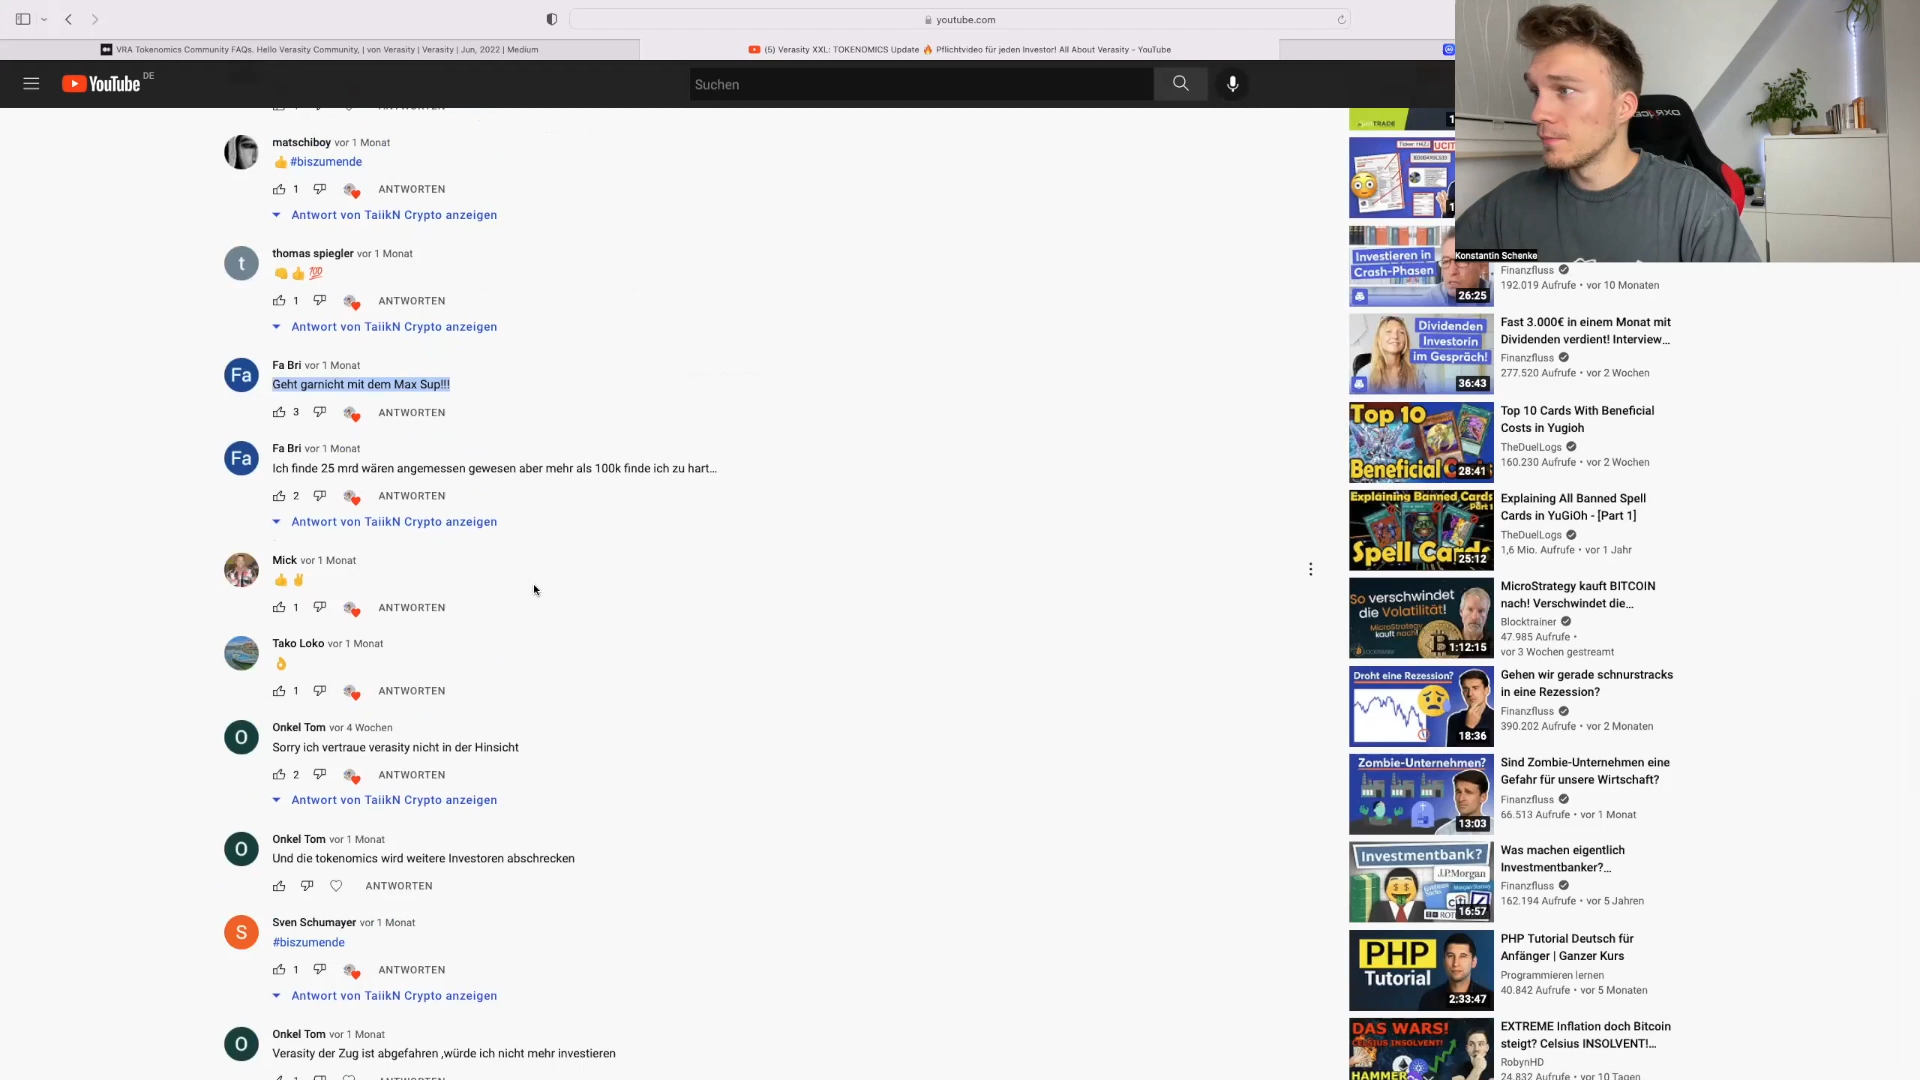 youtube.com
VRA Tokenomics Community FAQs. Hello Verasity Community, | von Verasity | Verasity | Jun, 2022 | Medium
(5) Verasity XXL: TOKENOMICS Update 🔥 Pflichtvideo für jeden Investor! All About Verasity - YouTube
YouTube DE
Suchen
matschiboy vor 1 Monat
👍#biszumende
1 ANTWORTEN
Antwort von TaiikN Crypto anzeigen
thomas spiegler vor 1 Monat
👊👍💯
1 ANTWORTEN
Antwort von TaiikN Crypto anzeigen
Fa Bri vor 1 Monat
Geht garnicht mit dem Max Sup!!!
3 ANTWORTEN
Fa Bri vor 1 Monat
Ich finde 25 mrd wären angemessen gewesen aber mehr als 100k finde ich zu hart...
2 ANTWORTEN
Antwort von TaiikN Crypto anzeigen
Mick vor 1 Monat
👍✌️
1 ANTWORTEN
Tako Loko vor 1 Monat
👌
1 ANTWORTEN
Onkel Tom vor 4 Wochen
Sorry ich vertraue verasity nicht in der Hinsicht
2 ANTWORTEN
Antwort von TaiikN Crypto anzeigen
Onkel Tom vor 1 Monat
Und die tokenomics wird weitere Investoren abschrecken
ANTWORTEN
Sven Schumayer vor 1 Monat
#biszumende
1 ANTWORTEN
Antwort von TaiikN Crypto anzeigen
Onkel Tom vor 1 Monat
Verasity der Zug ist abgefahren ,würde ich nicht mehr investieren
Konstantin Schenke
Investieren in
Crash-Phasen
26:25
Finanzfluss
192.019 Aufrufe • vor 10 Monaten
Dividenden
Investorin
im Gespräch!
36:43
Fast 3.000€ in einem Monat mit
Dividenden verdient! Interview...
Finanzfluss
277.520 Aufrufe • vor 2 Wochen
Top 10
Beneficial
28:41
Top 10 Cards With Beneficial
Costs in Yugioh
TheDuelLogs
160.230 Aufrufe • vor 2 Wochen
Explaining Banned Cards
Part 1
Spell Cards
25:12
Explaining All Banned Spell
Cards in YuGiOh - [Part 1]
TheDuelLogs
1,6 Mio. Aufrufe • vor 1 Jahr
So verschwindet
die Volatilität!
MicroStrategy
kauft nach!
1:12:15
MicroStrategy kauft BITCOIN
nach! Verschwindet die...
Blocktrainer
47.985 Aufrufe •
vor 3 Wochen gestreamt
Droht eine Rezession?
18:36
Gehen wir gerade schnurstracks
in eine Rezession?
Finanzfluss
390.202 Aufrufe • vor 2 Monaten
Zombie-Unternehmen?
13:03
Sind Zombie-Unternehmen eine
Gefahr für unsere Wirtschaft?
Finanzfluss
66.513 Aufrufe • vor 1 Monat
Investmentbank?
J.P.Morgan
16:57
Was machen eigentlich
Investmentbanker?...
Finanzfluss
162.194 Aufrufe • vor 5 Jahren
PHP
Tutorial
2:33:47
PHP Tutorial Deutsch für
Anfänger | Ganzer Kurs
Programmieren lernen
40.842 Aufrufe • vor 5 Monaten
DAS WARS!
CELSIUS INSOLVENT!
HAMMER
EXTREME Inflation doch Bitcoin
steigt? Celsius INSOLVENT!...
RobynHD
24.832 Aufrufe • vor 10 Tagen